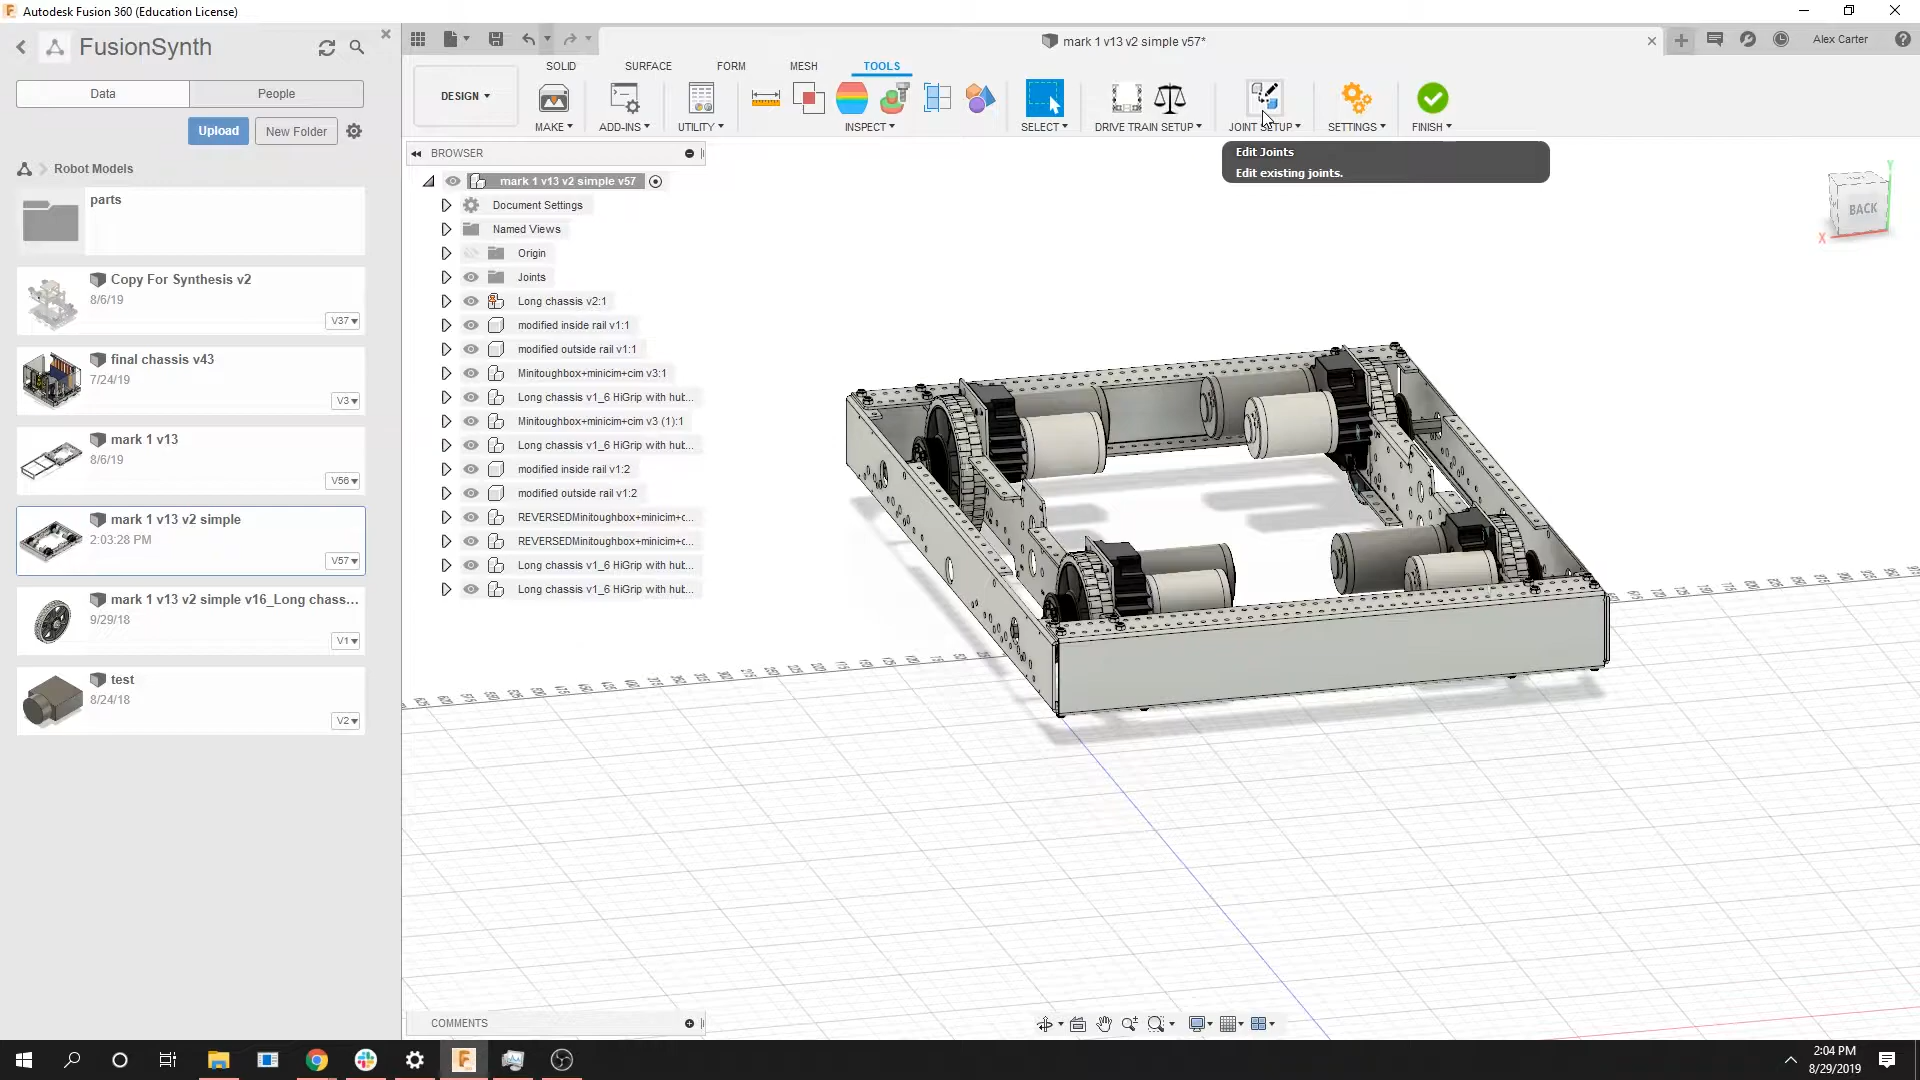 Autodesk Fusion 360 (Education License)
FusionSynth
Data
People
Upload
New Folder
Robot Models
parts
Copy For Synthesis v2
8/6/19
V37
final chassis v43
7/24/19
V3
mark 1 v13
8/6/19
V56
mark 1 v13 v2 simple
2:03:28 PM
V57
mark 1 v13 v2 simple v16_Long chass...
9/29/18
V1
test
8/24/18
V2
mark 1 v13 v2 simple v57*
Alex Carter
SOLID
SURFACE
FORM
MESH
TOOLS
DESIGN
MAKE
ADD-INS
UTILITY
INSPECT
SELECT
DRIVE TRAIN SETUP
JOINT SETUP
SETTINGS
FINISH
Edit Joints
Edit existing joints.
BROWSER
mark 1 v13 v2 simple v57
Document Settings
Named Views
Origin
Joints
Long chassis v2:1
modified inside rail v1:1
modified outside rail v1:1
Minitoughbox+minicim+cim v3:1
Long chassis v1_6 HiGrip with hut...
Minitoughbox+minicim+cim v3 (1):1
Long chassis v1_6 HiGrip with hut...
modified inside rail v1:2
modified outside rail v1:2
REVERSEDMinitoughbox+minicim+c...
REVERSEDMinitoughbox+minicim+c...
Long chassis v1_6 HiGrip with hut...
Long chassis v1_6 HiGrip with hut...
BACK
X
Y
COMMENTS
2:04 PM
8/29/2019